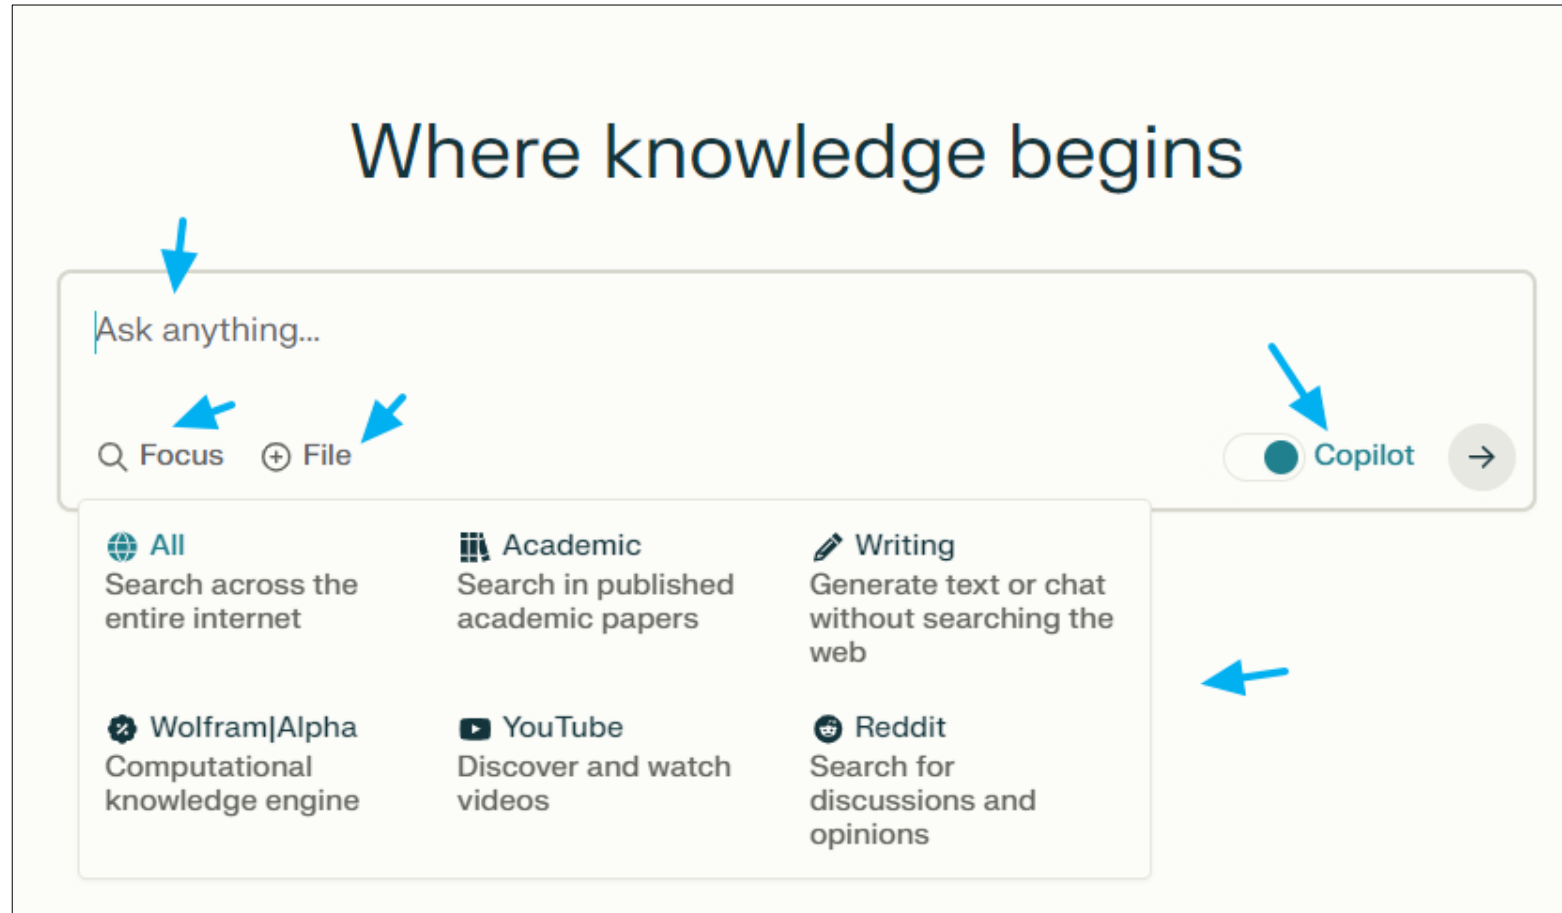 Where knowledge begins
Ask anything...
Focus File Copilot
All
Search across the
entire internet
Academic
Search in published
academic papers
Writing
Generate text or chat
without searching the
web
Wolfram|Alpha
Computational
knowledge engine
YouTube
Discover and watch
videos
Reddit
Search for
discussions and
opinions